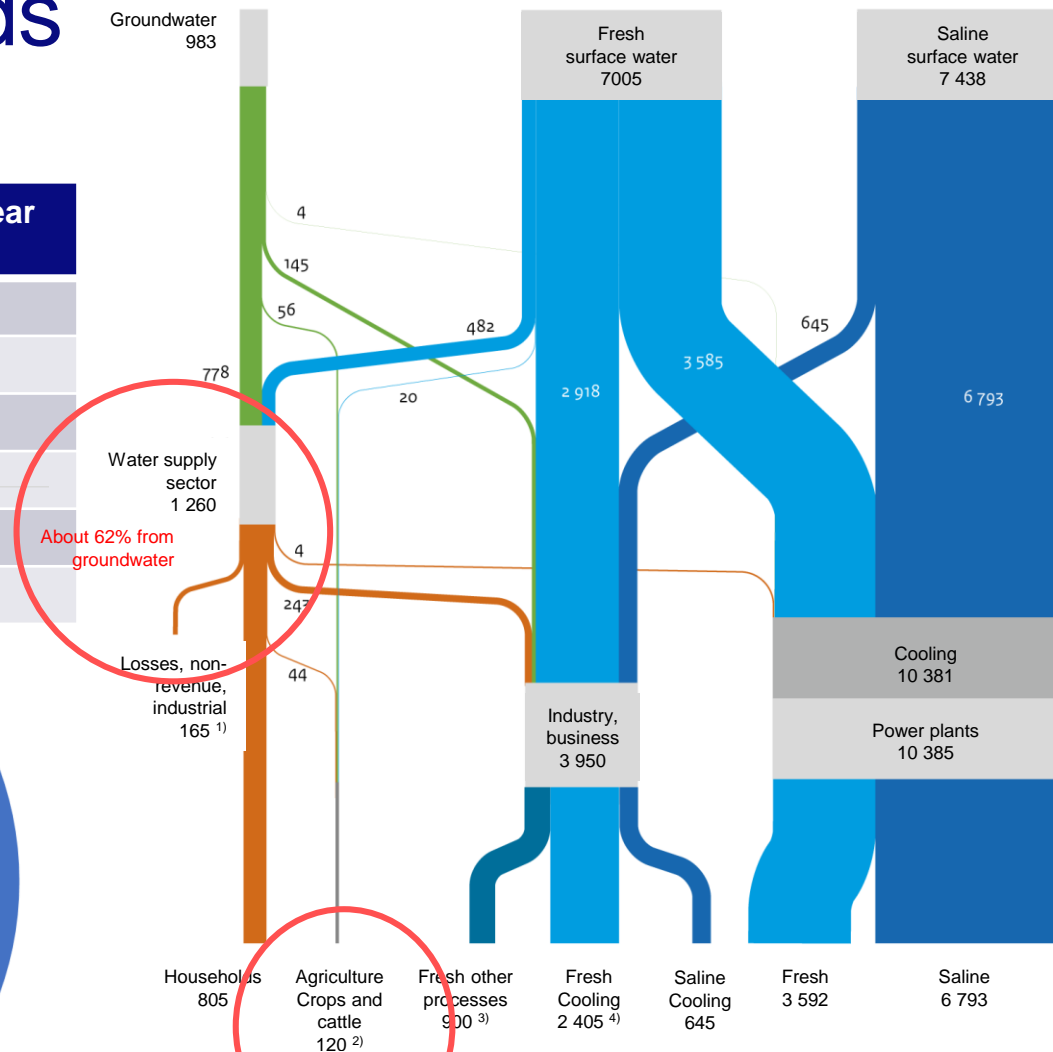 ds
ear
Groundwater
983
Fresh
surface water
7005
Saline
surface water
7 438
4
145
56
482
645
778
20
3 585
2 918
6 793
Water supply
sector
1 260
About 62% from
groundwater
4
247
44
Losses, non-
revenue,
industrial
165 1)
Industry,
business
3 950
Cooling
10 381
Power plants
10 385
Households
805
Agriculture
Crops and
cattle
120 2)
Fresh other
processes
900 3)
Fresh
Cooling
2 405 4)
Saline
Cooling
645
Fresh
3 592
Saline
6 793